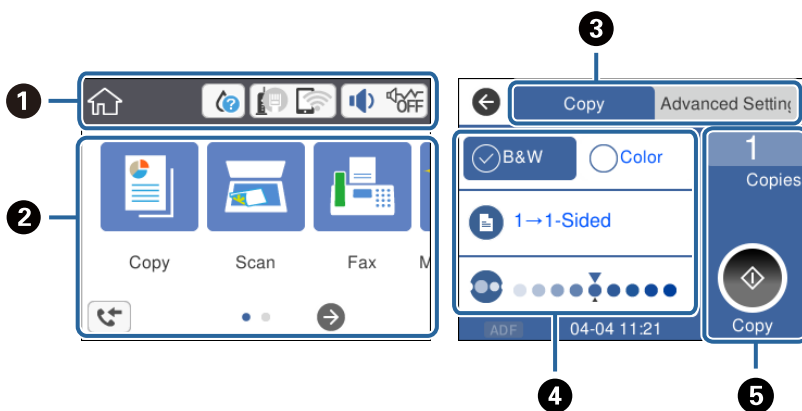 1
OFF
2
Copy Scan Fax M
3
Copy Advanced Setting
B&W Color
1→1-Sided
1
Copies
Copy
ADF 04-04 11:21
4
5